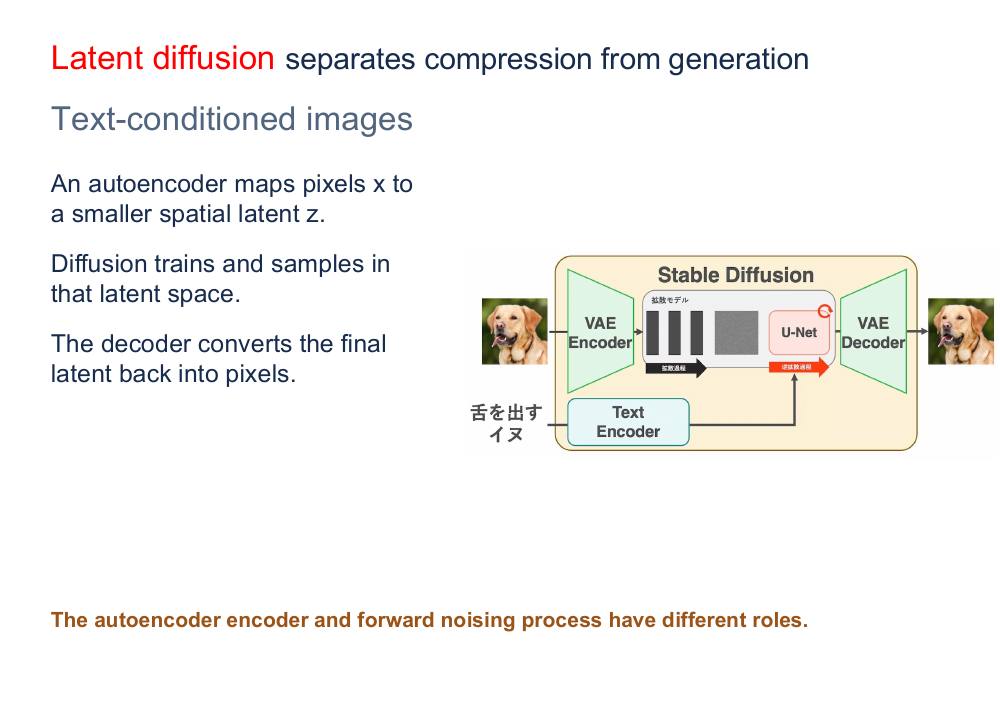 Latent diffusion separates compression from generation
Text-conditioned images
An autoencoder maps pixels x to
a smaller spatial latent z.
Diffusion trains and samples in
that latent space.
The decoder converts the final
latent back into pixels.
Stable Diffusion
拡散モデル
VAE
Encoder
U-Net
VAE
Decoder
拡散過程
逆拡散過程
舌を出す
イヌ
Text
Encoder
The autoencoder encoder and forward noising process have different roles.